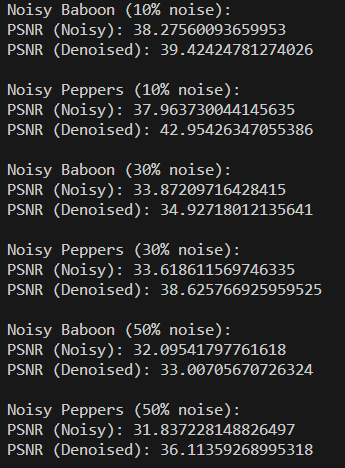 Noisy Baboon (10% noise):
PSNR (Noisy): 38.27560093659953
PSNR (Denoised): 39.42424781274026
Noisy Peppers (10% noise):
PSNR (Noisy): 37.963730044145635
PSNR (Denoised): 42.95426347055386
Noisy Baboon (30% noise):
PSNR (Noisy): 33.87209716428415
PSNR (Denoised): 34.92718012135641
Noisy Peppers (30% noise):
PSNR (Noisy): 33.618611569746335
PSNR (Denoised): 38.625766925959525
Noisy Baboon (50% noise):
PSNR (Noisy): 32.09541797761618
PSNR (Denoised): 33.00705670726324
Noisy Peppers (50% noise):
PSNR (Noisy): 31.837228148826497
PSNR (Denoised): 36.11359268995318